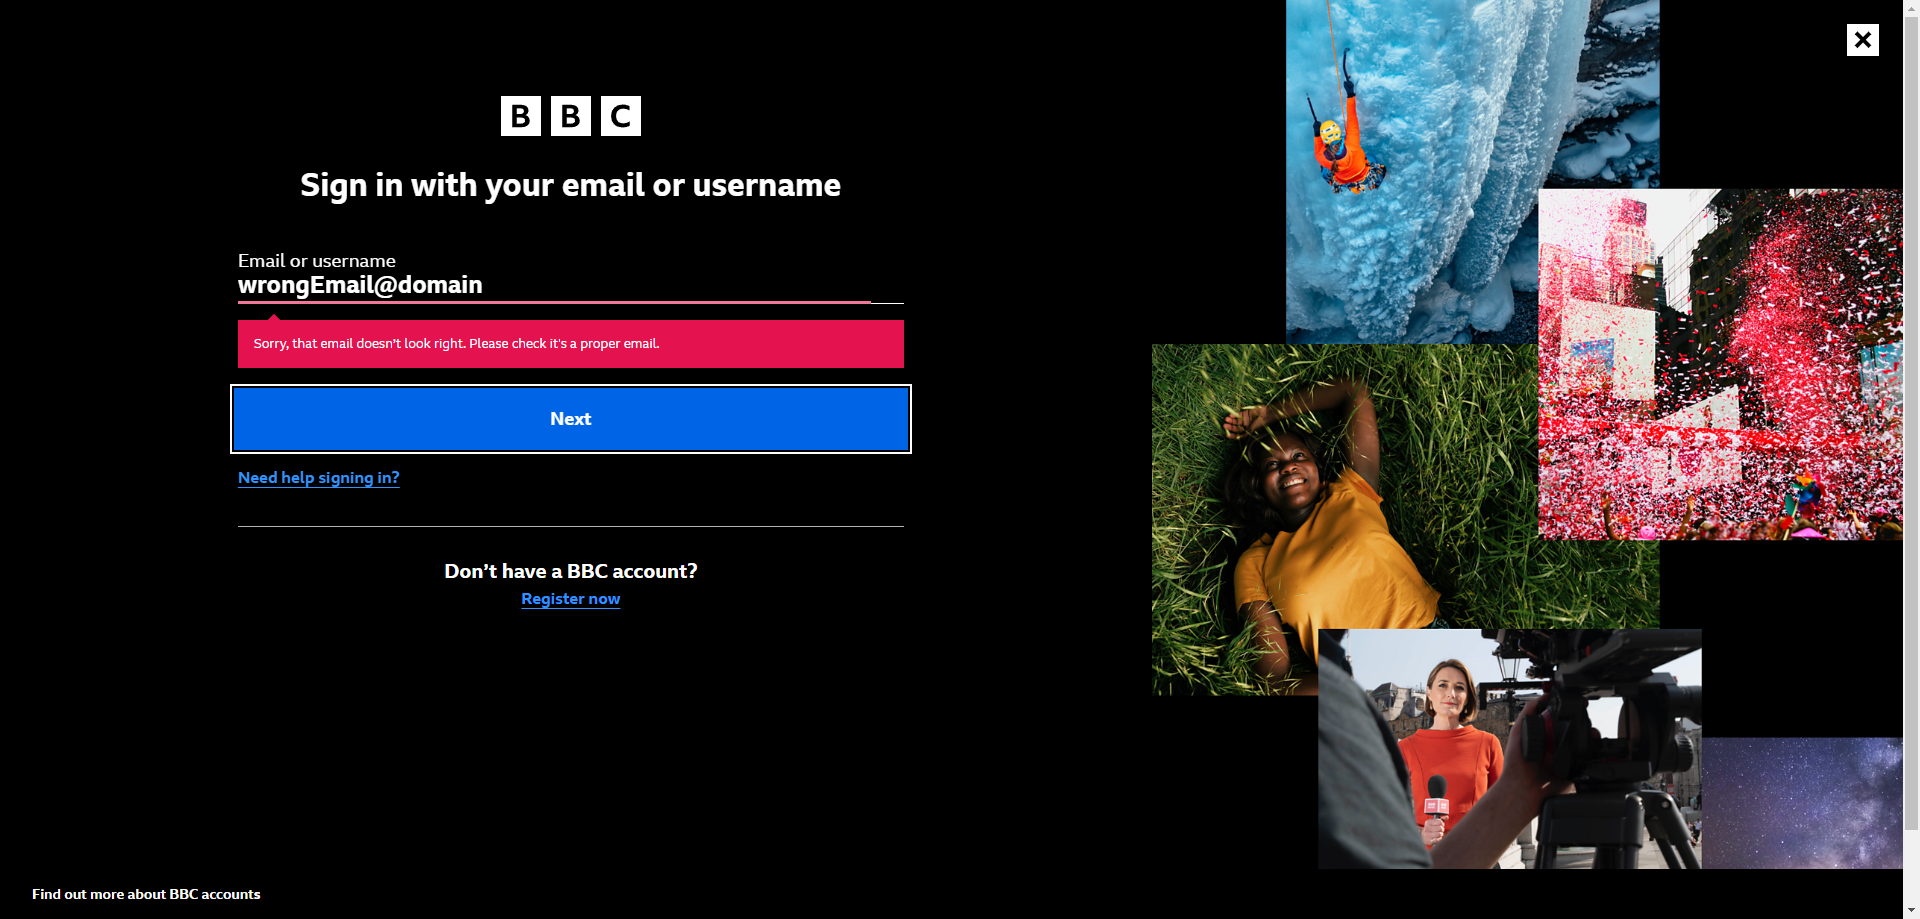 BBC
Sign in with your email or username
Email or username
wrongEmail@domain
Sorry, that email doesn't look right. Please check it's a proper email.
Next
Need help signing in?
Don't have a BBC account?
Register now
Find out more about BBC accounts